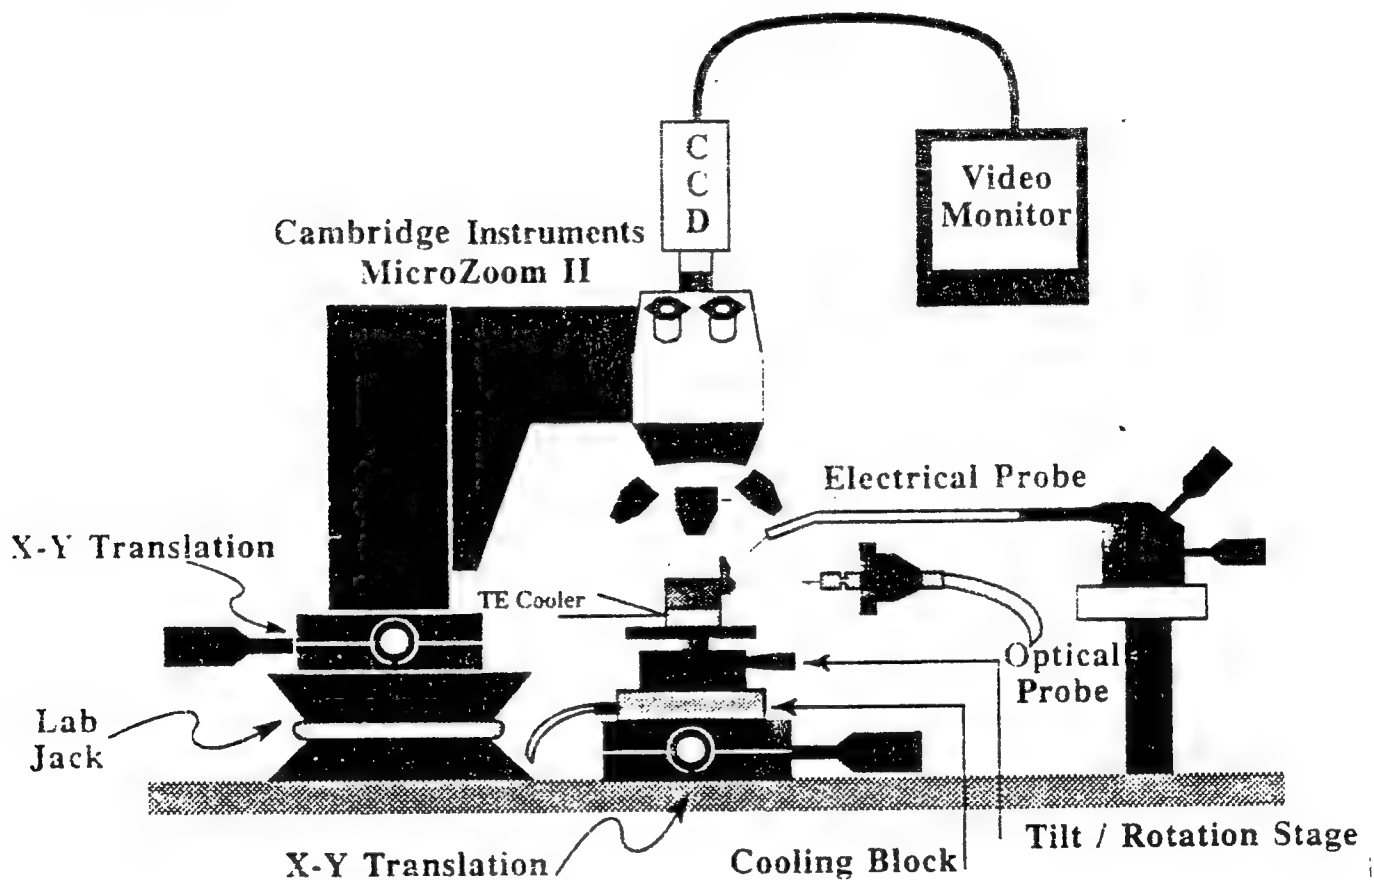 C
C
D
Video
Monitor
Cambridge Instruments
MicroZoom II
Electrical Probe
X-Y Translation
TE Cooler
Optical
Probe
Lab
Jack
Tilt / Rotation Stage
X-Y Translation
Cooling Block